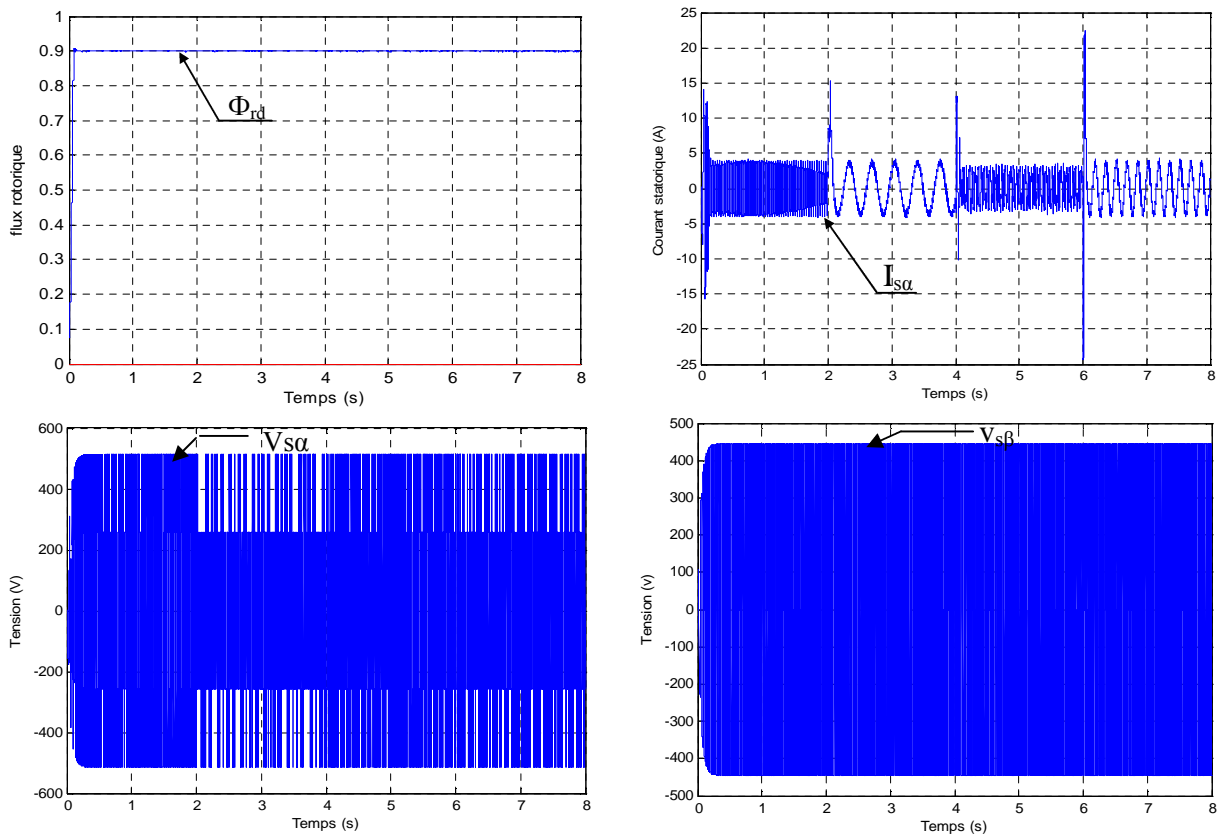 flux rotorique
1
0.9
0.8
0.7
0.6
0.5
0.4
0.3
0.2
0.1
0
Φrd
0 1 2 3 4 5 6 7 8
Temps (s)
Courant statorique (A)
25
20
15
10
5
0
-5
-10
-15
-20
-25
Isα
0 1 2 3 4 5 6 7 8
Temps (s)
Tension (V)
600
400
200
0
-200
-400
-600
Vsα
0 1 2 3 4 5 6 7 8
Temps (s)
Tension (v)
500
400
300
200
100
0
-100
-200
-300
-400
-500
vsβ
0 1 2 3 4 5 6 7 8
Temps (s)